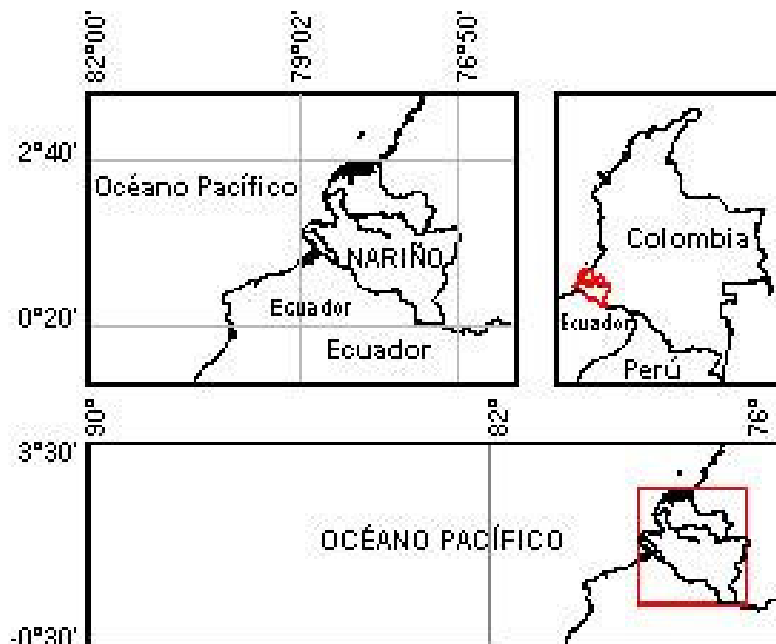 82°00'
79°02'
76°50'
2°40'
Océano Pacífico
NARIÑO
Ecuador
0°20'
Ecuador
Colombia
Ecuador
Perú
90°
82°
76°
3°30'
OCÉANO PACÍFICO
-0°30'